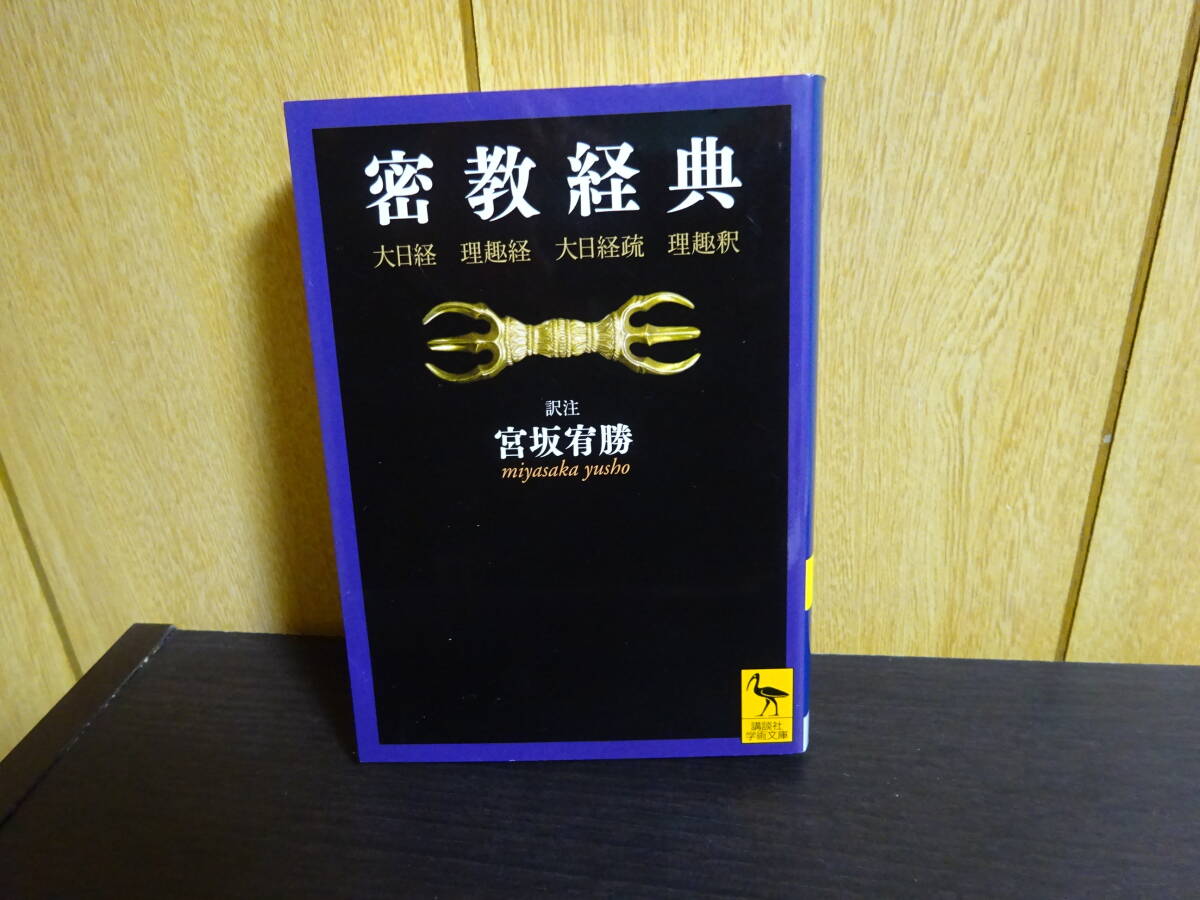 密教経典
大日経　理趣経　大日経疏　理趣釈
訳注
宮坂宥勝
miyasaka yusho
講談社
学術文庫